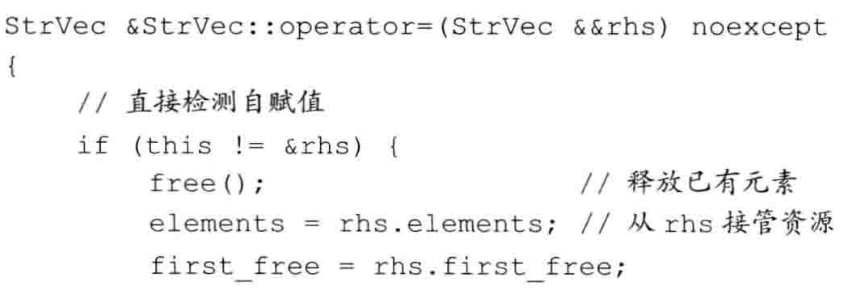 StrVec &StrVec::operator=(StrVec &&rhs) noexcept
{
// 直接检测自赋值
if (this != &rhs) {
free(); // 释放已有元素
elements = rhs.elements; // 从 rhs 接管资源
first_free = rhs.first_free;